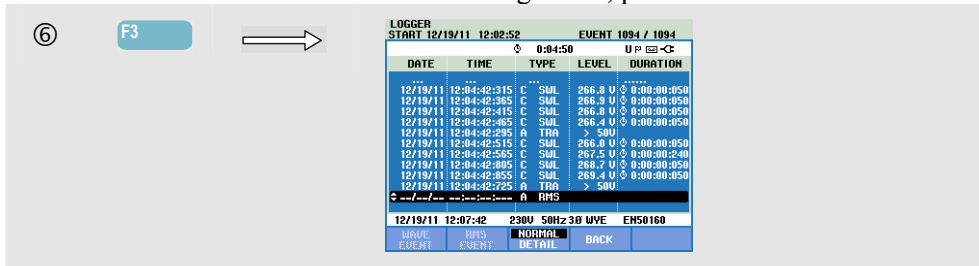 ⑥
F3
LOGGER
START 12/19/11 12:02:52 EVENT 1094 / 1094
0:04:50 U
DATE TIME TYPE LEVEL DURATION
... ... ... ......
12/19/11 12:04:42:315 C SWL 266.8 V 0:00:00:050
12/19/11 12:04:42:365 C SWL 266.9 V 0:00:00:050
12/19/11 12:04:42:415 C SWL 266.8 V 0:00:00:050
12/19/11 12:04:42:465 C SWL 266.4 V 0:00:00:050
12/19/11 12:04:42:295 A TRA > 50V
12/19/11 12:04:42:515 C SWL 266.0 V 0:00:00:050
12/19/11 12:04:42:565 C SWL 267.5 V 0:00:00:240
12/19/11 12:04:42:805 C SWL 268.7 V 0:00:00:050
12/19/11 12:04:42:855 C SWL 269.4 V 0:00:00:050
12/19/11 12:04:42:725 A TRA > 50V
--/--/-- --:--:--:--- A RMS
12/19/11 12:07:42 230V 50Hz 3.0 WYE EN50160
WAVE EVENT
RMS EVENT
NORMAL DETAIL
BACK